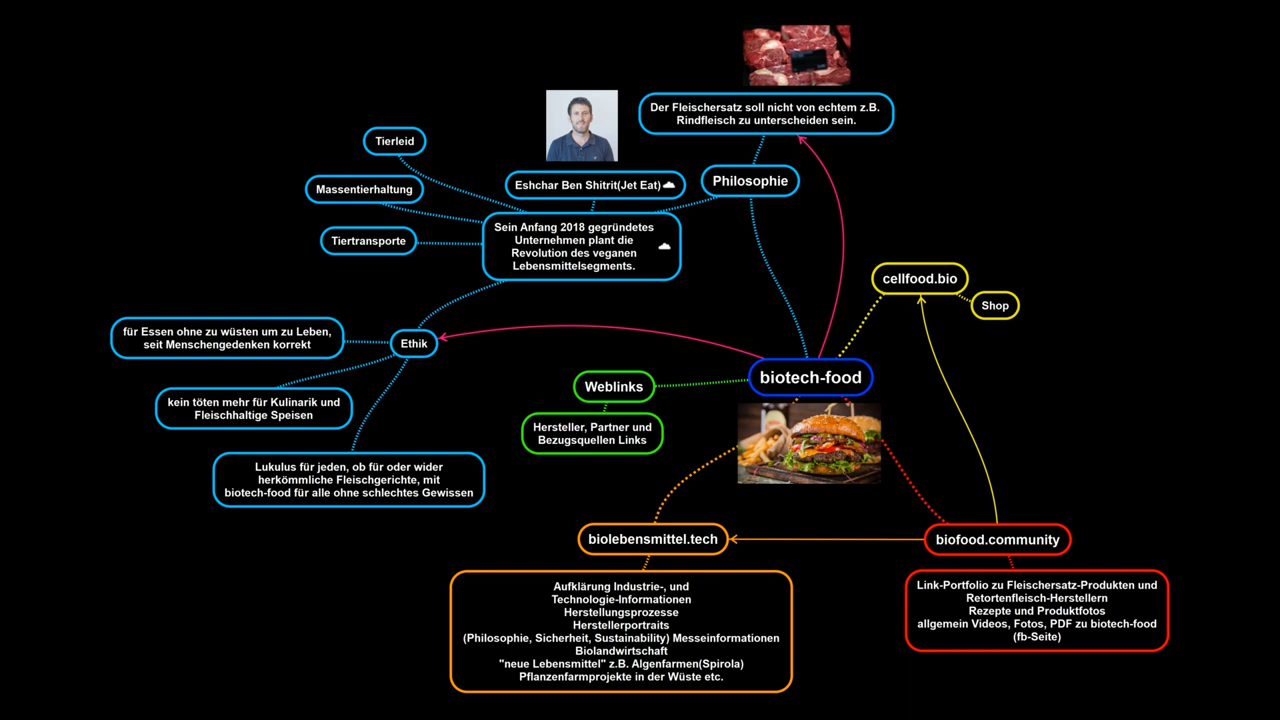 Der Fleischersatz soll nicht von echtem z.B.
Rindfleisch zu unterscheiden sein.
Tierleid
Philosophie
Eshchar Ben Shitrit(Jet Eat)
Massentierhaltung
Sein Anfang 2018 gegründetes
Unternehmen plant die
Revolution des veganen
Lebensmittelsegments.
Tiertransporte
cellfood.bio
Shop
für Essen ohne zu wüsten um zu Leben,
seit Menschengedenken korrekt
Ethik
biotech-food
Weblinks
kein töten mehr für Kulinarik und
Fleischhaltige Speisen
Hersteller, Partner und
Bezugsquellen Links
Lukulus für jeden, ob für oder wider
herkömmliche Fleischgerichte, mit
biotech-food für alle ohne schlechtes Gewissen
biolebensmittel.tech
biofood.community
Aufklärung Industrie-, und
Technologie-Informationen
Herstellungsprozesse
Herstellerportraits
(Philosophie, Sicherheit, Sustainability) Messeinformationen
Biolandwirtschaft
"neue Lebensmittel" z.B. Algenfarmen(Spirola)
Pflanzenfarmprojekte in der Wüste etc.
Link-Portfolio zu Fleischersatz-Produkten und
Retortenfleisch-Herstellern
Rezepte und Produktfotos
allgemein Videos, Fotos, PDF zu biotech-food
(fb-Seite)